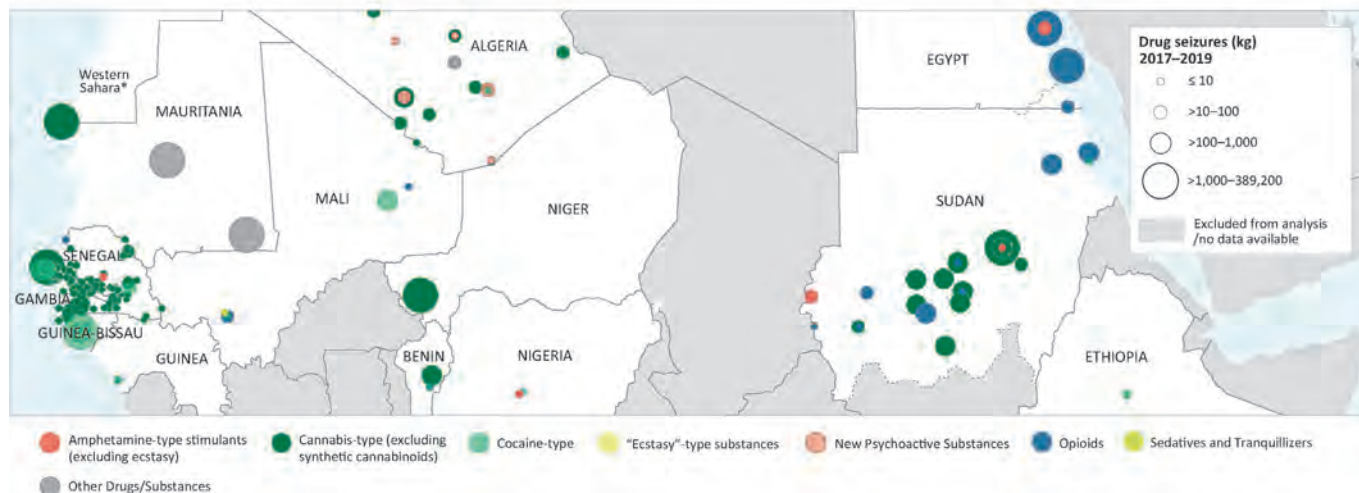 ALGERIA
EGYPT
Western
Sahara*
MAURITANIA
MALI
NIGER
SUDAN
SENEGAL
GAMBIA
GUINEA-BISSAU
GUINEA
BENIN
NIGERIA
ETHIOPIA
Drug seizures (kg)
2017–2019
≤ 10
>10–100
>100–1,000
>1,000–389,200
Excluded from analysis
/no data available
Amphetamine-type stimulants
(excluding ecstasy)
Cannabis-type (excluding
synthetic cannabinoids)
Cocaine-type
"Ecstasy"-type substances
New Psychoactive Substances
Opioids
Sedatives and Tranquillizers
Other Drugs/Substances